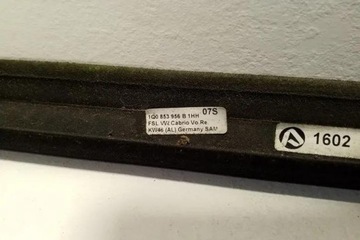 1Q0 853 956 B 1HH 07S
FSL VW Cabrio Vo.Re.
KW46 (AL) Germany SAM
1602